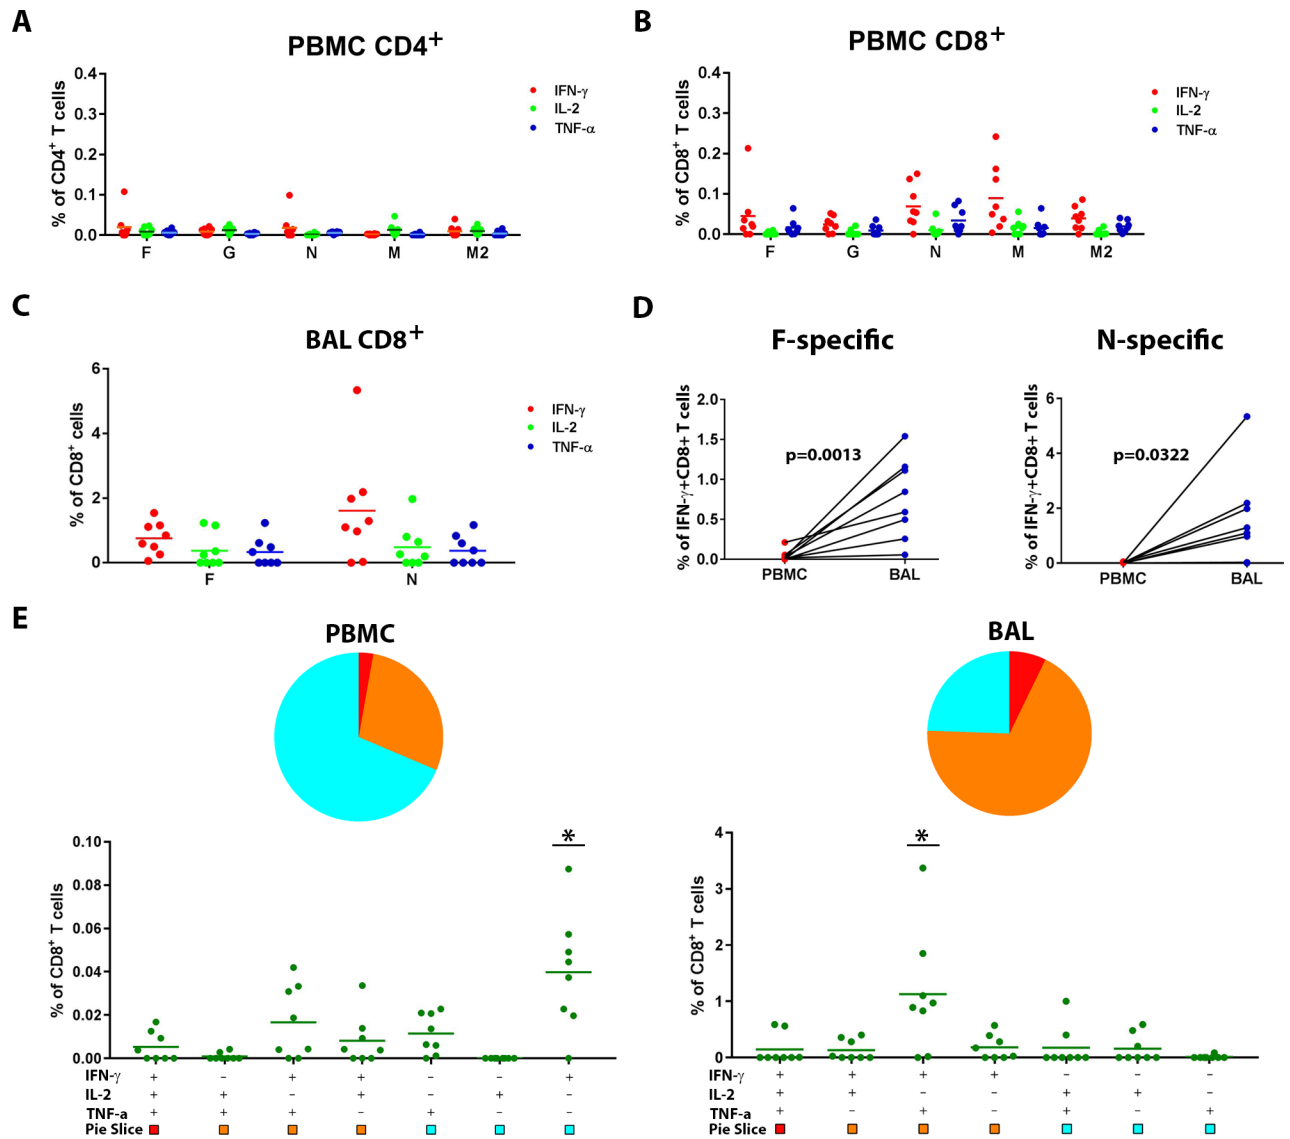 A
PBMC CD4⁺
% of CD4⁺ T cells
0.4
0.3
0.2
0.1
0.0
F G N M M2
IFN-γ
IL-2
TNF-α
B
PBMC CD8⁺
% of CD8⁺ T cells
0.4
0.3
0.2
0.1
0.0
F G N M M2
IFN-γ
IL-2
TNF-α
C
BAL CD8⁺
% of CD8⁺ cells
6
4
2
0
F N
IFN-γ
IL-2
TNF-α
D
F-specific
% of IFN-γ+CD8+ T cells
2.0
1.5
1.0
0.5
0.0
p=0.0013
PBMC BAL
N-specific
% of IFN-γ+CD8+ T cells
6
4
2
0
p=0.0322
PBMC BAL
E
PBMC
% of CD8⁺ T cells
0.10
0.08
0.06
0.04
0.02
0.00
*
IFN-γ + − + + − − +
IL-2 + + − + − + −
TNF-a + + + − + − −
Pie Slice
BAL
% of CD8⁺ T cells
4
3
2
1
0
*
IFN-γ + + + + − − −
IL-2 + + − − + + −
TNF-a + − + − + − +
Pie Slice